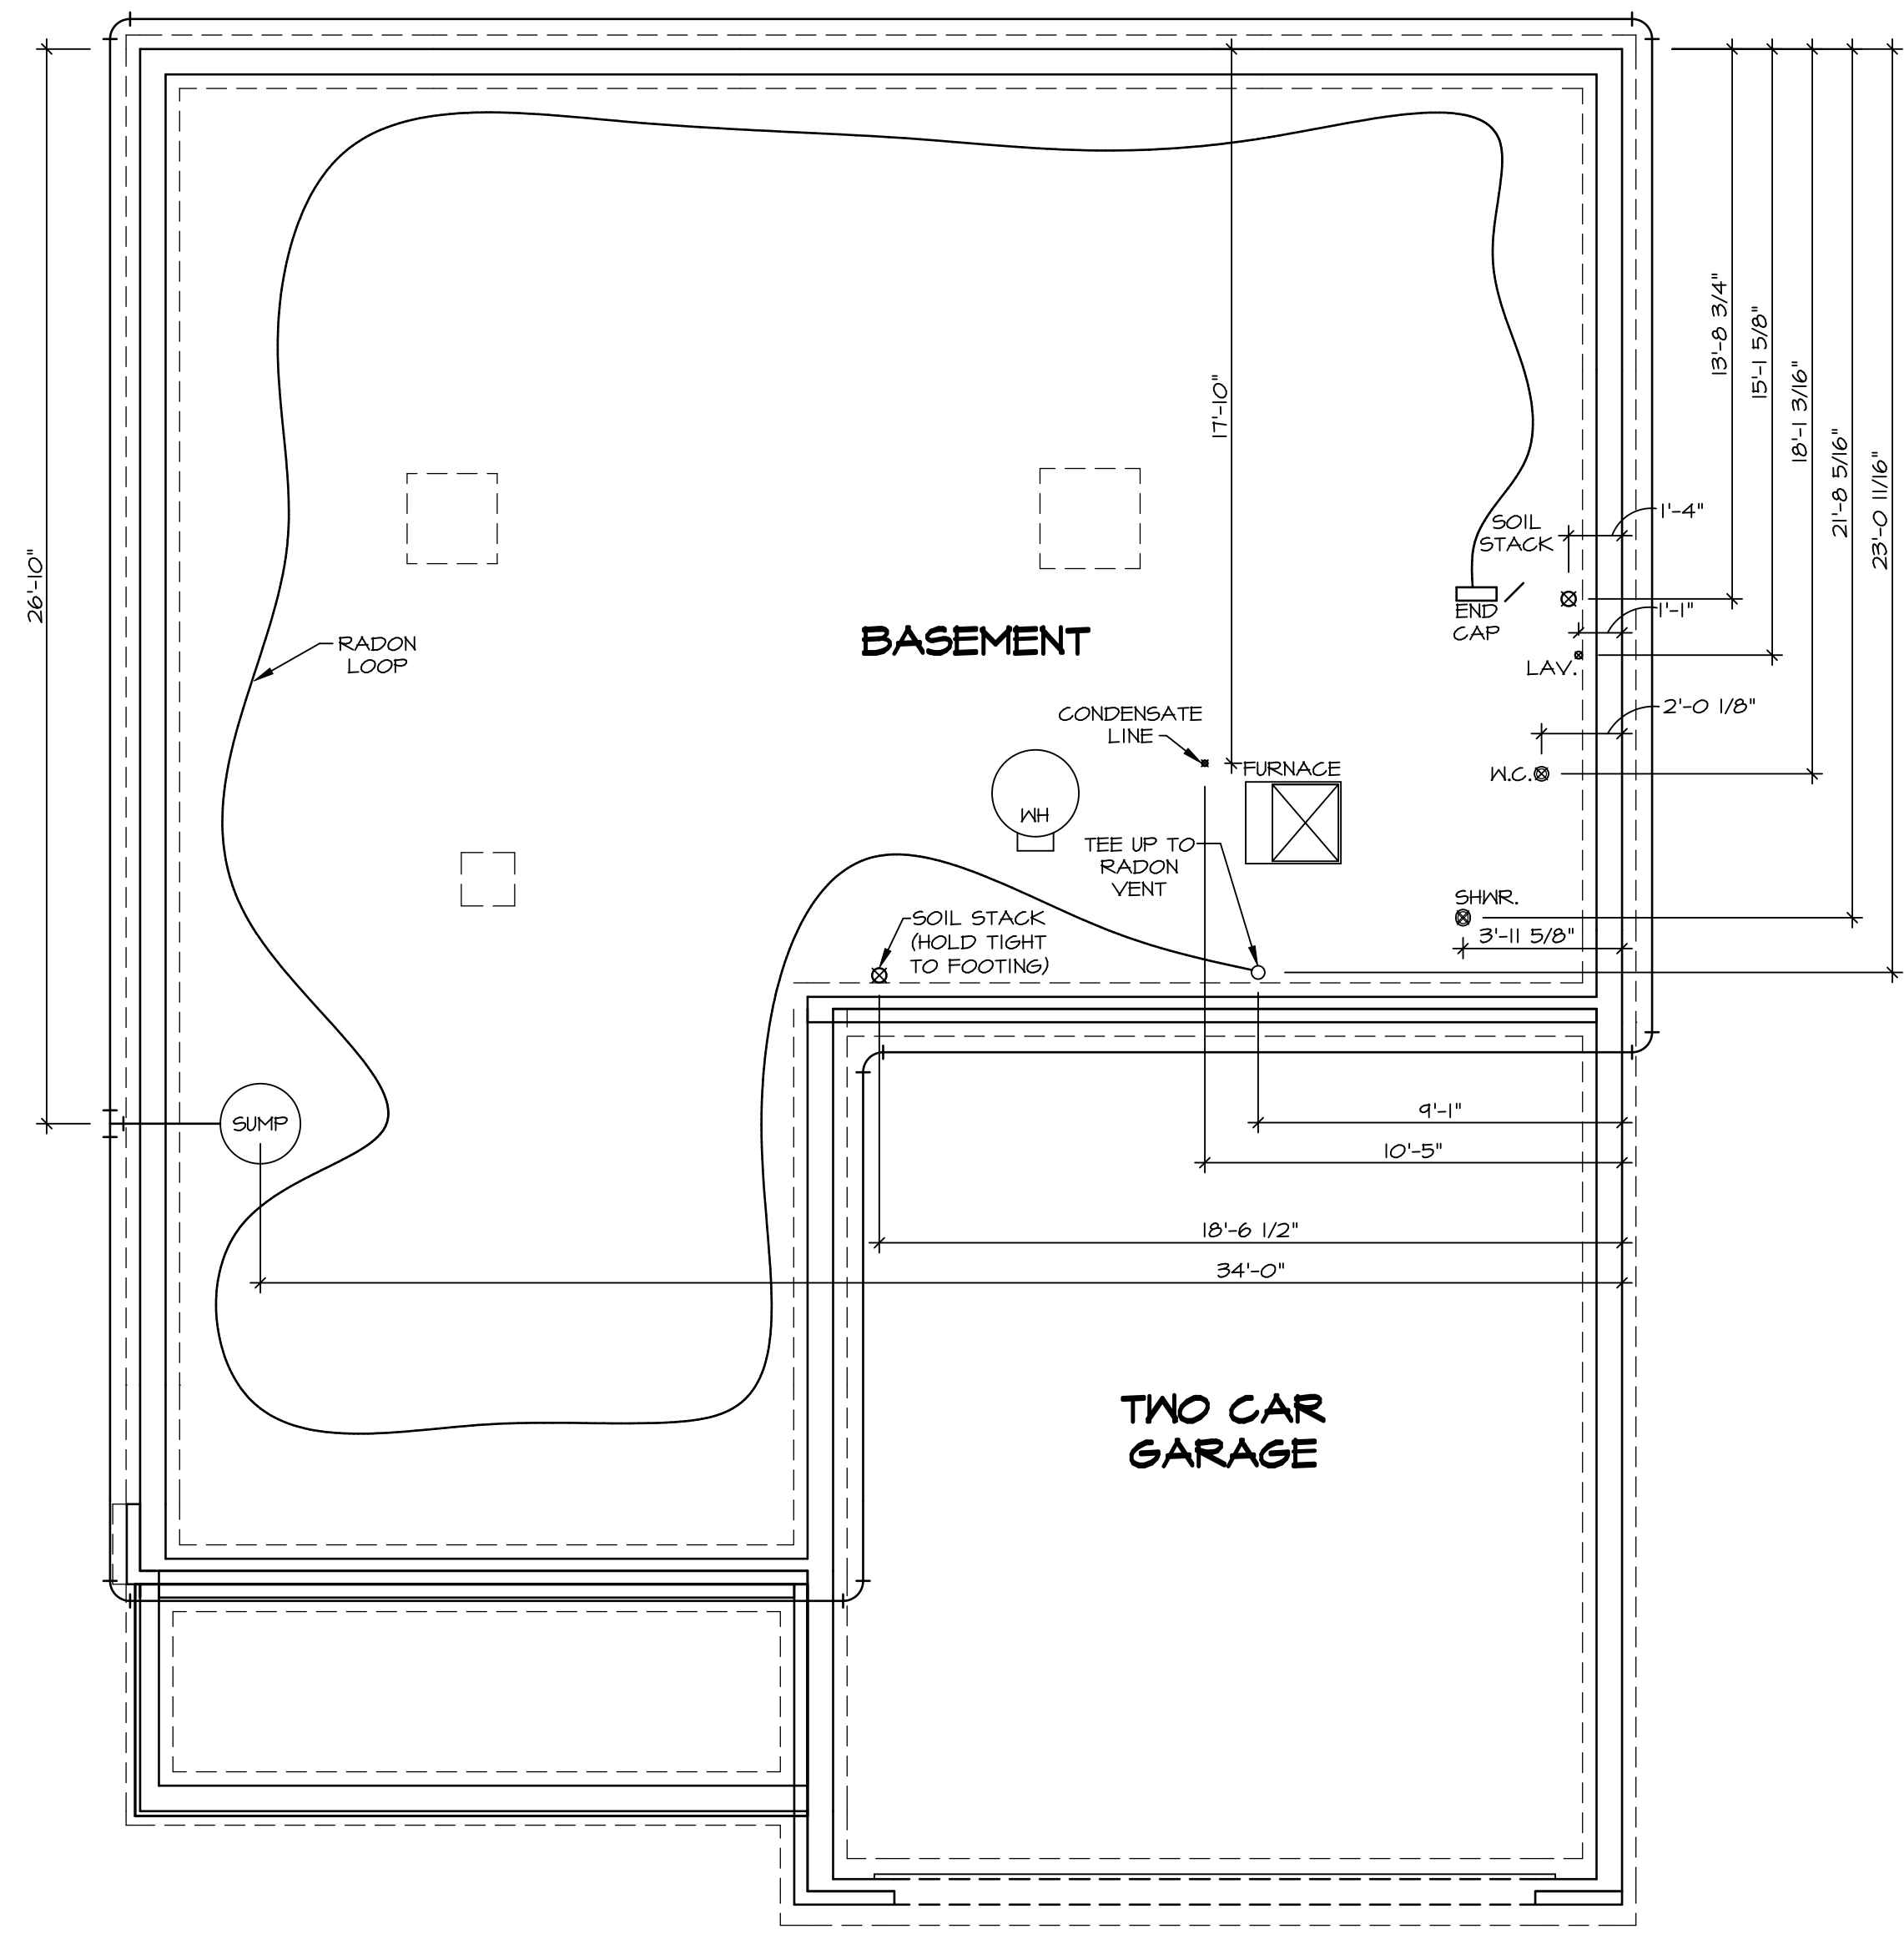 17'-10"
13'-8 3/4"
15'-1 5/8"
18'-1 3/16"
21'-8 5/16"
23'-0 11/16"
26'-10"
SOIL
STACK
1'-4"
END
CAP
1'-1"
LAV.
RADON
LOOP
BASEMENT
CONDENSATE
LINE
2'-0 1/8"
W.C.
FURNACE
WH
TEE UP TO
RADON
VENT
SHWR.
3'-11 5/8"
SOIL STACK
(HOLD TIGHT
TO FOOTING)
SUMP
9'-1"
10'-5"
18'-6 1/2"
34'-0"
TWO CAR
GARAGE